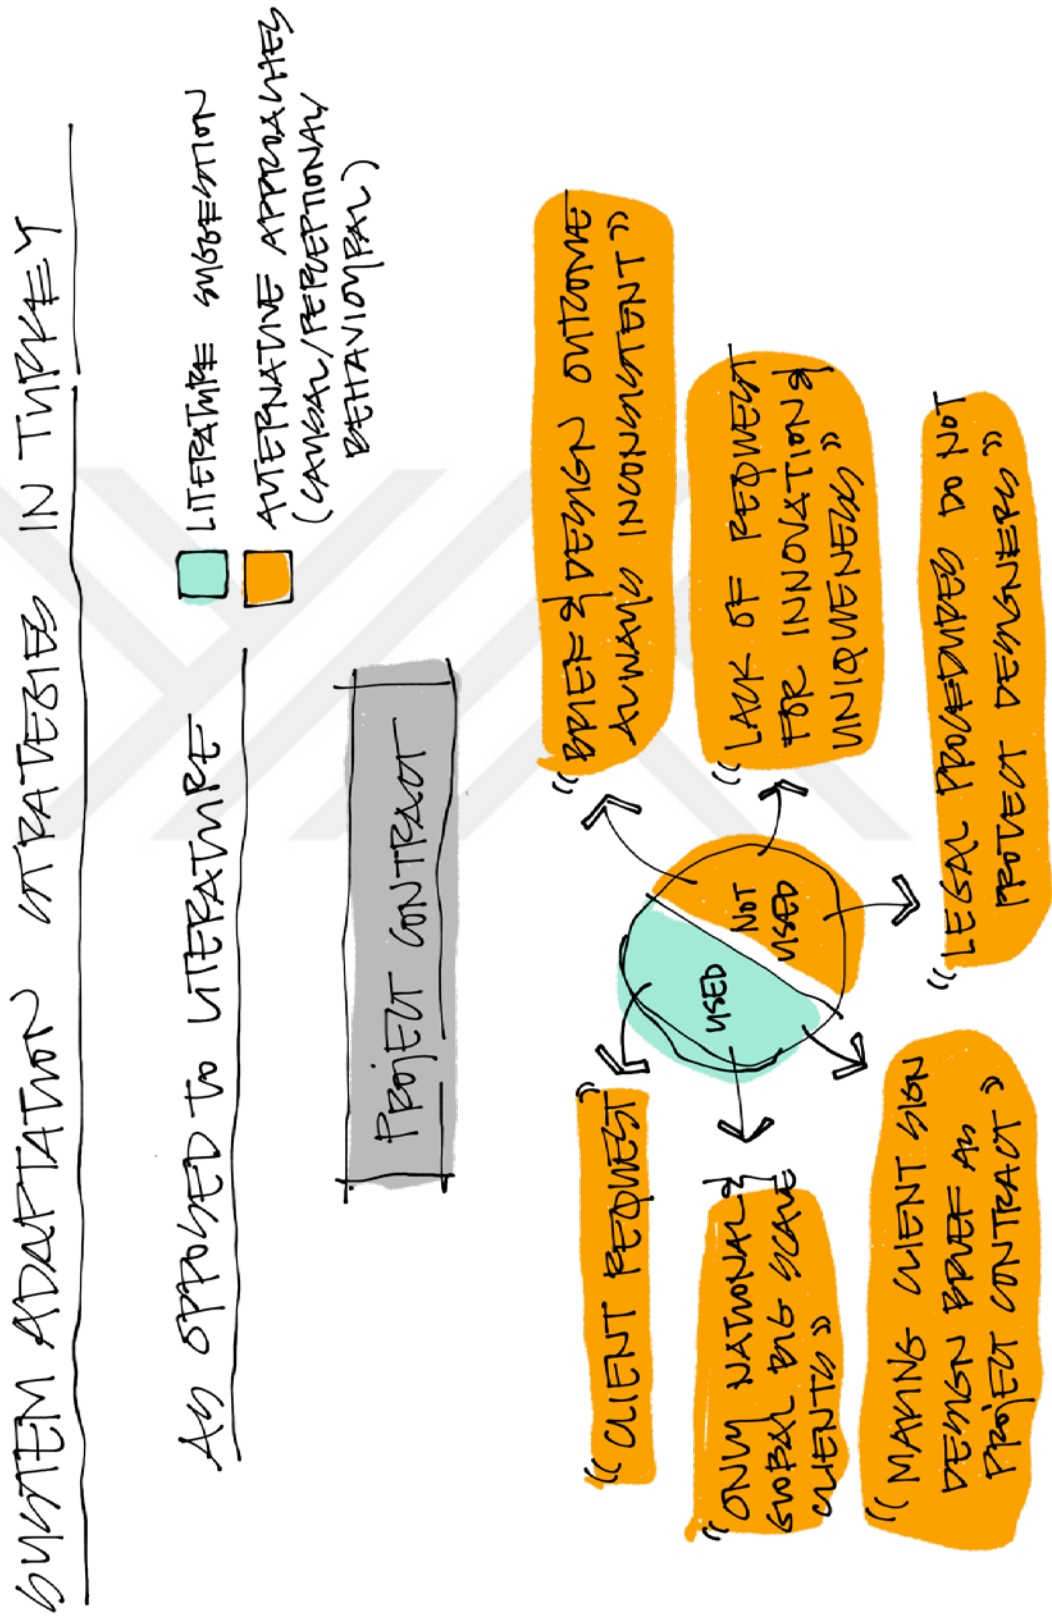 SYSTEM ADAPTATION STRATEGIES IN TURKEY
AS OPPOSED TO LITERATURE
LITERATURE SUGGESTION
ALTERNATIVE APPROACHES
(CAUSAL/PERCEPTIONAL/
BEHAVIOURAL)
PROJECT CONTRACT
USED
NOT
USED
"CLIENT REQUEST"
"ONLY NATIONAL &
GLOBAL BIG SCALE
CLIENTS"
"MAKING CLIENT SIGN
DESIGN BRIEF AS
PROJECT CONTRACT"
"BRIEF & DESIGN OUTCOME
ALWAYS INCONSISTENT"
"LACK OF REQUEST
FOR INNOVATION &
UNIQUENESS"
"LEGAL PROCEDURES DO NOT
PROTECT DESIGNERS"